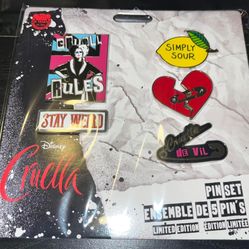 CRUEL
RULES
STAY WEIRD
SIMPLY
SOUR
Cruella
DE VIL
Disney
Cruella
PIN SET
ENSEMBLE DE 5 PIN'S
LIMITED EDITION ÉDITION LIMITÉE